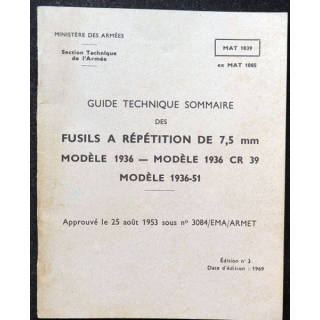 MINISTÈRE DES ARMÉES
Section Technique
de l'Armée
MAT 1039
ex MAT 1085
GUIDE TECHNIQUE SOMMAIRE
DES
FUSILS A RÉPÉTITION DE 7,5 mm
MODÈLE 1936 — MODÈLE 1936 CR 39
MODÈLE 1936-51
Approuvé le 25 août 1953 sous nº 3084/EMA/ARMET
Édition nº 3
Date d'édition : 1969